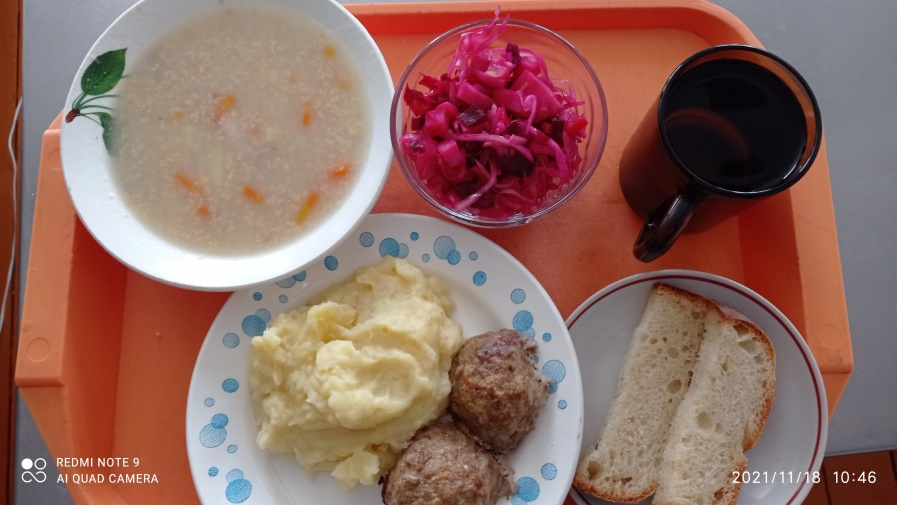 REDMI NOTE 9
AI QUAD CAMERA
2021/11/18 10:46